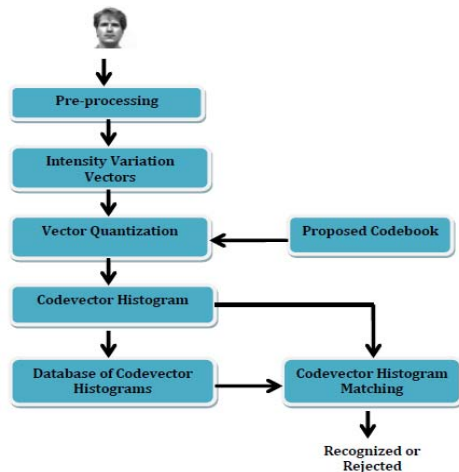 Pre-processing
Intensity Variation
Vectors
Vector Quantization
Proposed Codebook
Codevector Histogram
Database of Codevector
Histograms
Codevector Histogram
Matching
Recognized or
Rejected